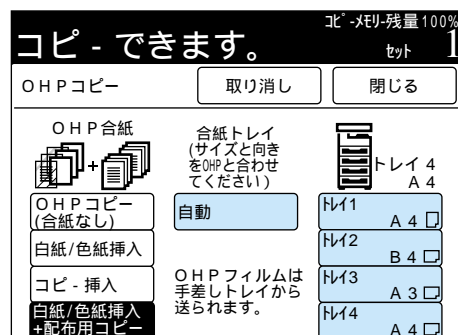 ｺﾋﾟ-ﾒﾓﾘ-残量100%
コピ-できます。
ｾｯﾄ 1
OHPコピー
取り消し
閉じる
OHP合紙
合紙トレイ
(サイズと向き
をOHPと合わせ
てください)
トレイ4
A4
OHPコピー
(合紙なし)
白紙/色紙挿入
コピ-挿入
白紙/色紙挿入
+配布用コピー
自動
OHPフィルムは
手差しトレイから
送られます。
ﾄﾚｲ1
A4
ﾄﾚｲ2
B4
ﾄﾚｲ3
A3
ﾄﾚｲ4
A4